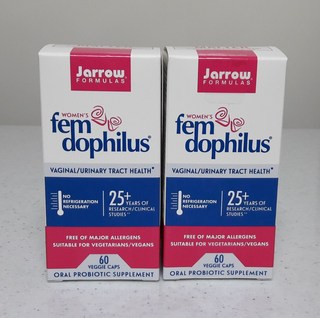 Jarrow
FORMULAS®
WOMEN'S
fem
dophilus®
VAGINAL/URINARY TRACT HEALTH*
NO
REFRIGERATION
NECESSARY
25+
YEARS OF
RESEARCH/CLINICAL
STUDIES
FREE OF MAJOR ALLERGENS
SUITABLE FOR VEGETARIANS/VEGANS
60
VEGGIE CAPS
ORAL PROBIOTIC SUPPLEMENT
Jarrow
FORMULAS®
WOMEN'S
fem
dophilus®
VAGINAL/URINARY TRACT HEALTH*
NO
REFRIGERATION
NECESSARY
25+
YEARS OF
RESEARCH/CLINICAL
STUDIES
FREE OF MAJOR ALLERGENS
SUITABLE FOR VEGETARIANS/VEGANS
60
VEGGIE CAPS
ORAL PROBIOTIC SUPPLEMENT